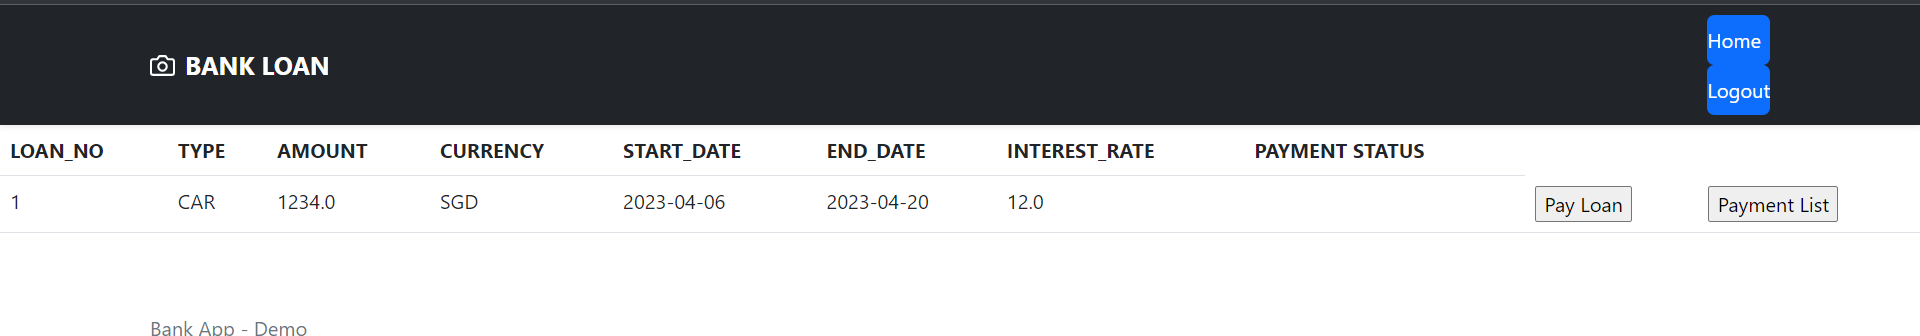 BANK LOAN
Home
Logout
LOAN_NO TYPE AMOUNT CURRENCY START_DATE END_DATE INTEREST_RATE PAYMENT STATUS
1 CAR 1234.0 SGD 2023-04-06 2023-04-20 12.0 Pay Loan Payment List
Bank App - Demo